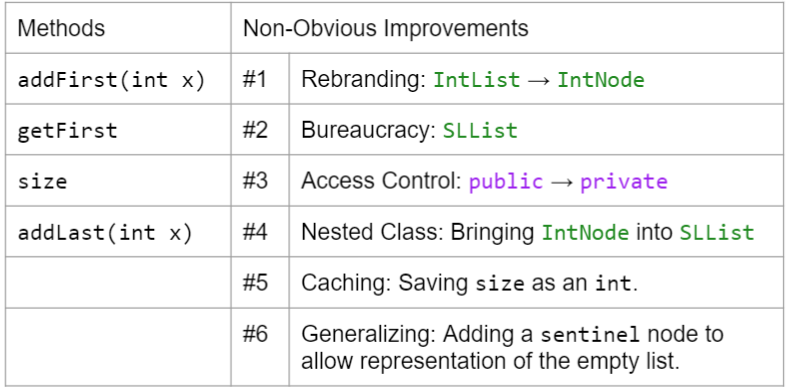 Methods Non-Obvious Improvements
addFirst(int x) #1 Rebranding: IntList → IntNode
getFirst #2 Bureaucracy: SLList
size #3 Access Control: public → private
addLast(int x) #4 Nested Class: Bringing IntNode into SLList
#5 Caching: Saving size as an int.
#6 Generalizing: Adding a sentinel node to
allow representation of the empty list.